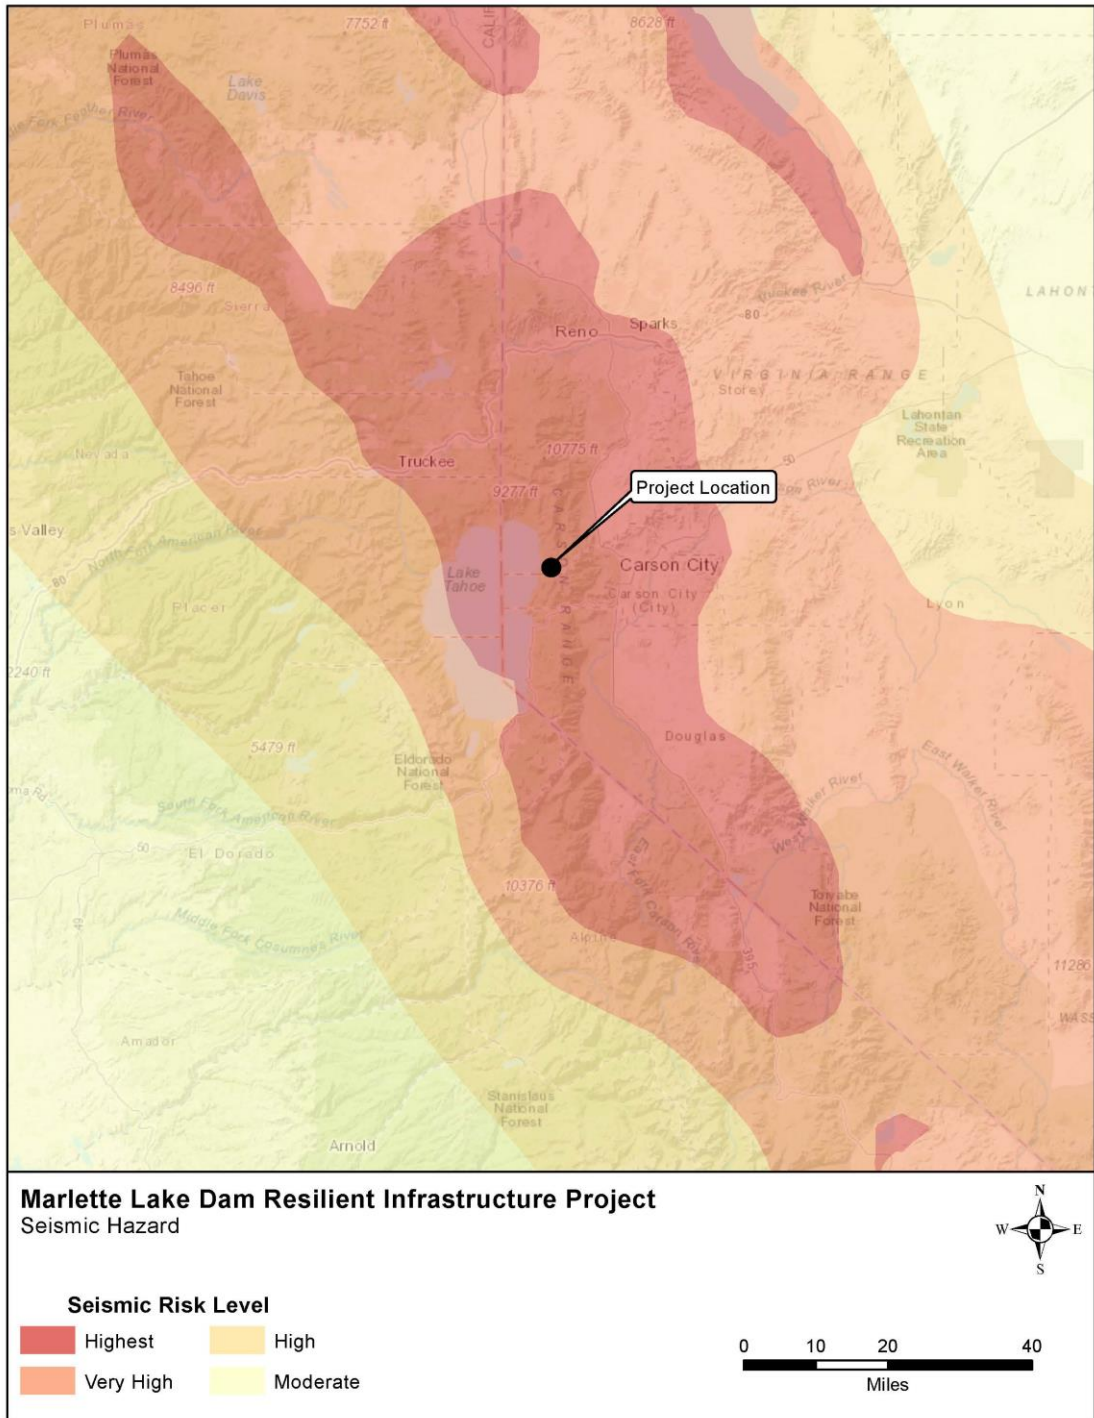 Plumas
7752 ft
CALIF
8628 ft
Plumas
National
Forest
Lake
Davis
Feather River
8496 ft
Sierra
Truckee River
LAHONT
80
Reno
Sparks
VIRGINIA RANGE
Storey
Tahoe
National
Forest
Lahontan
State
Recreation
Area
Nevada
10775 ft
50
Truckee
9277 ft
Project Location
River
s Valley
North Fork American River
CARSON RANGE
Lake
Tahoe
Carson City
80
Carson City
(City)
Placer
Lyon
2240 ft
Douglas
5479 ft
East Walker River
Eldorado
National
Forest
West Walker River
South Fork American River
50
El Dorado
East Fork Carson River
10376 ft
Toiyabe
National
Forest
49
Middle Fork Cosumnes River
Alpine
395
11286
WASS
Amador
Stanislaus
National
Forest
Arnold
Marlette Lake Dam Resilient Infrastructure Project
Seismic Hazard
N
W E
S
Seismic Risk Level
Highest High
Very High Moderate
0 10 20 40
Miles